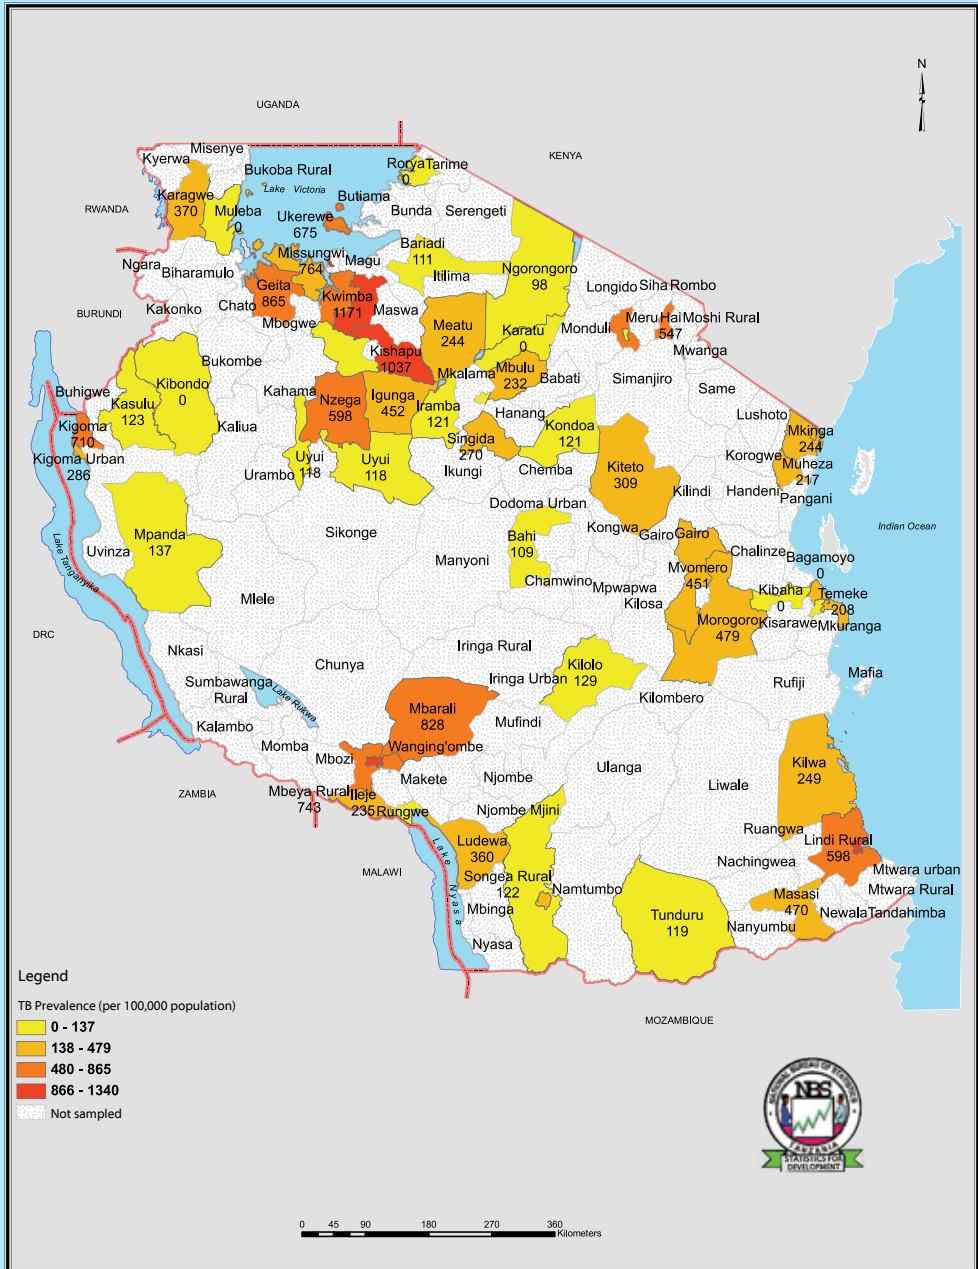 N
UGANDA
KENYA
Misenye
Kyerwa
Bukoba Rural
Rorya
Tarime
0
Lake Victoria
Butiama
Karagwe
370
RWANDA
Muleba
0
Ukerewe
675
Bunda
Serengeti
Bariadi
111
Missungwi
764
Magu
Itilima
Ngorongoro
98
Ngara
Biharamulo
Geita
865
Kwimba
1171
Maswa
Longido
Siha
Rombo
Chato
Kakonko
BURUNDI
Mbogwe
Meatu
244
Karatu
0
Monduli
Meru
Hai
547
Moshi Rural
Mwanga
Bukombe
Kishapu
1037
Mkalama
Mbulu
232
Babati
Simanjiro
Same
Kibondo
0
Buhigwe
Kasulu
123
Kahama
Nzega
598
Igunga
452
Iramba
121
Hanang
Lushoto
Kaliua
Kigoma
710
Kigoma Urban
286
Singida
270
Kondoa
121
Mkinga
244
Korogwe
Muheza
217
Uyui
118
Uyui
118
Urambo
Ikungi
Chemba
Kiteto
309
Kilindi
Handeni
Pangani
Dodoma Urban
Mpanda
137
Uvinza
Sikonge
Bahi
109
Kongwa
Gairo
Gairo
Indian Ocean
Lake Tanganyika
Manyoni
Chalinze
Bagamoyo
0
Chamwino
Mpwapwa
Mvomero
451
Kibaha
0
Temeke
208
Mlele
Kilosa
Morogoro
479
Kisarawe
Mkuranga
DRC
Nkasi
Chunya
Iringa Rural
Iringa Urban
Kilolo
129
Mafia
Sumbawanga
Rural
Lake Rukwa
Kilombero
Rufiji
Kalambo
Mbarali
828
Mufindi
Momba
Mbozi
Wanging'ombe
Kilwa
249
Ulanga
Makete
Njombe
Liwale
ZAMBIA
Mbeya Rural
743
Ileje
235
Rungwe
Njombe Mjini
Ruangwa
Lindi Rural
598
Ludewa
360
Lake Nyasa
MALAWI
Nachingwea
Mtwara urban
Songea Rural
122
Namtumbo
Masasi
470
Mtwara Rural
Mbinga
Tunduru
119
Nanyumbu
Newala
Tandahimba
Nyasa
MOZAMBIQUE
Legend
TB Prevalence (per 100,000 population)
0 - 137
138 - 479
480 - 865
866 - 1340
Not sampled
NATIONAL BUREAU OF STATISTICS
NBS
TANZANIA
STATISTICS FOR
DEVELOPMENT
0 45 90 180 270 360
Kilometers